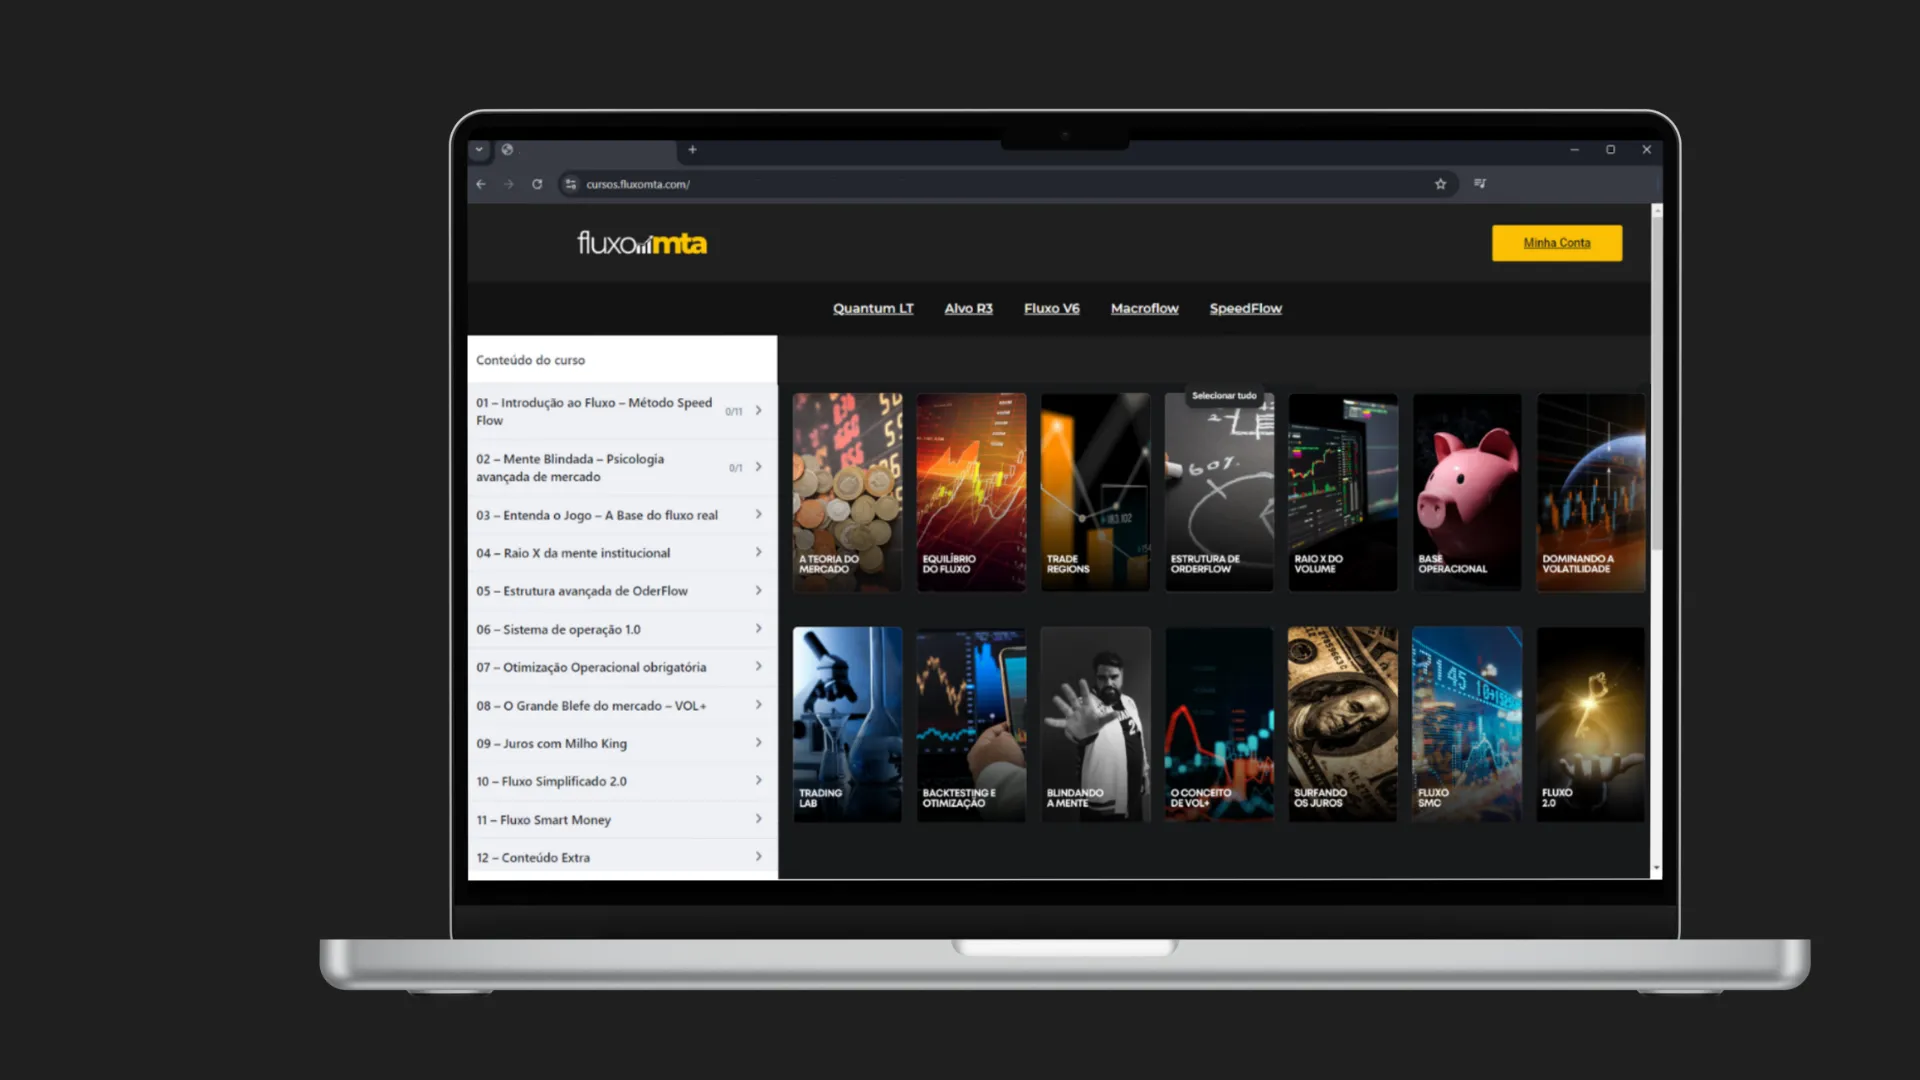 cursos.fluxomta.com/
fluxomta
Minha Conta
Quantum LT
Alvo R3
Fluxo V6
Macroflow
SpeedFlow
Conteúdo do curso
01 – Introdução ao Fluxo – Método Speed
Flow
0/11
02 – Mente Blindada – Psicologia
avançada de mercado
0/1
03 – Entenda o Jogo – A Base do fluxo real
04 – Raio X da mente institucional
05 – Estrutura avançada de OderFlow
06 – Sistema de operação 1.0
07 – Otimização Operacional obrigatória
08 – O Grande Blefe do mercado – VOL+
09 – Juros com Milho King
10 – Fluxo Simplificado 2.0
11 – Fluxo Smart Money
12 – Conteúdo Extra
Selecionar tudo
60%
A TEORIA DO
MERCADO
EQUILÍBRIO
DO FLUXO
TRADE
REGIONS
ESTRUTURA DE
ORDERFLOW
RAIO X DO
VOLUME
BASE
OPERACIONAL
DOMINANDO A
VOLATILIDADE
TRADING
LAB
BACKTESTING E
OTIMIZAÇÃO
BLINDANDO
A MENTE
O CONCEITO
DE VOL+
SURFANDO
OS JUROS
FLUXO
SMC
FLUXO
2.0